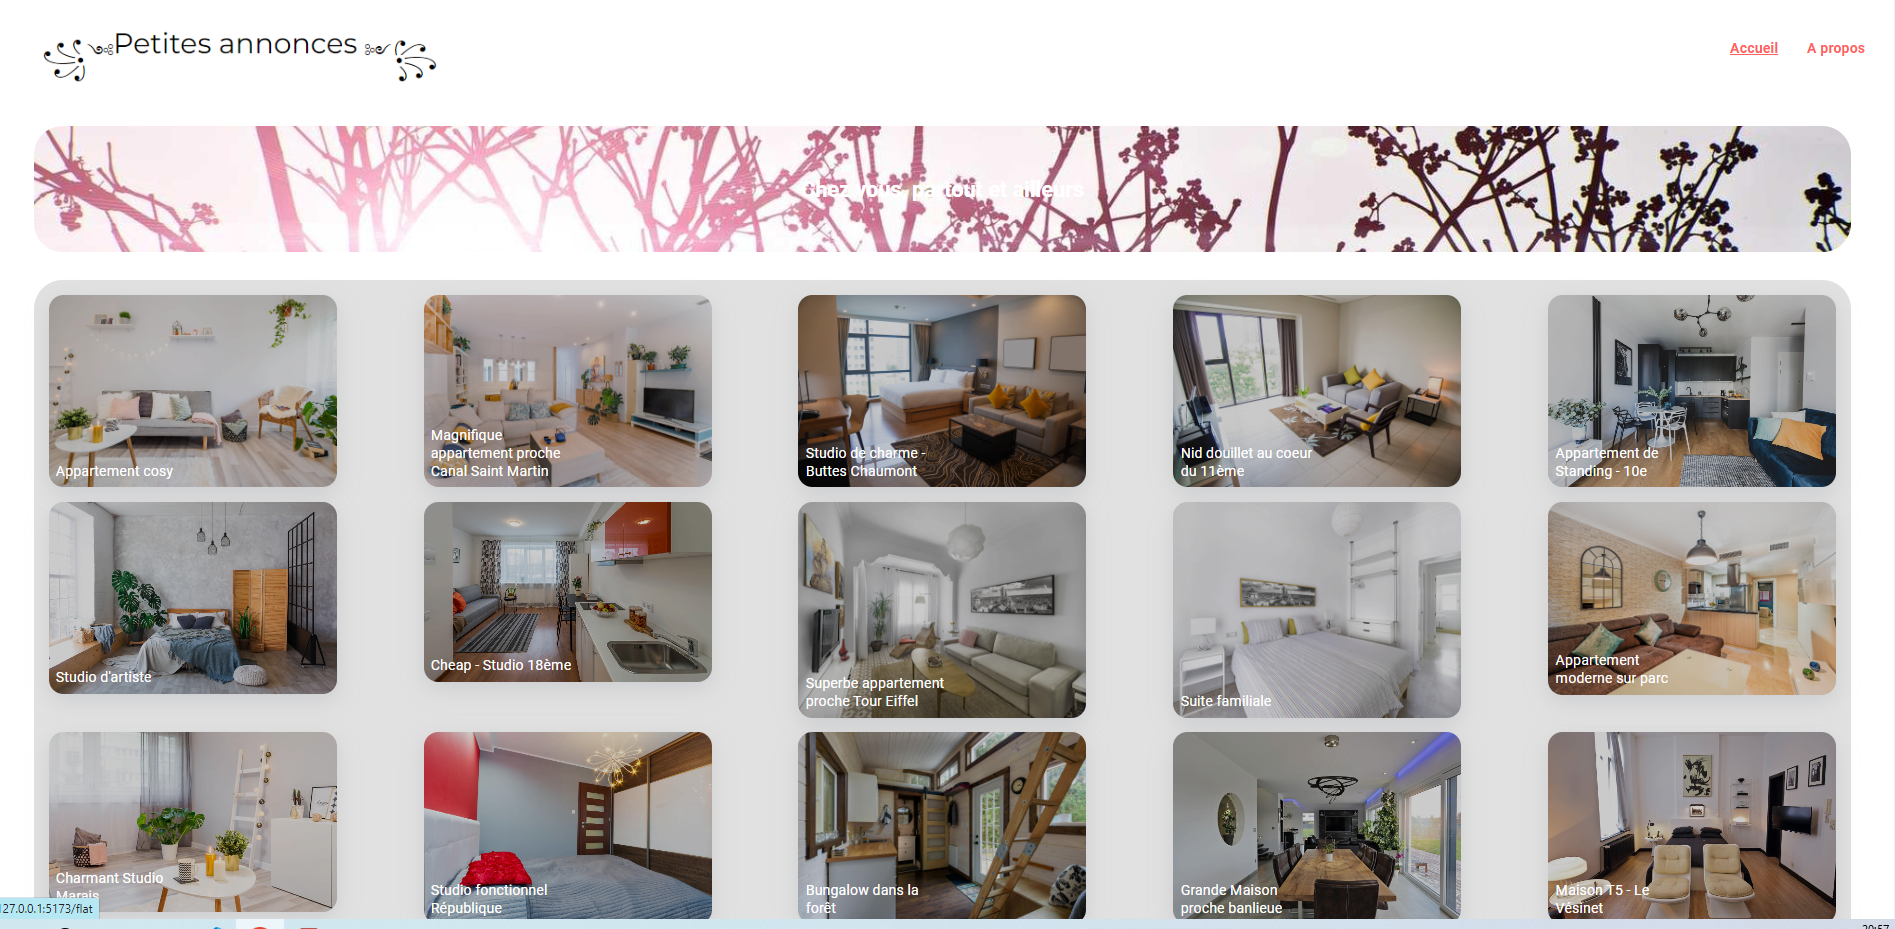 Petites annonces
Accueil
A propos
Chez vous, partout et ailleurs
Appartement cosy
Magnifique
appartement proche
Canal Saint Martin
Studio de charme -
Buttes Chaumont
Nid douillet au coeur
du 11ème
Appartement de
Standing - 10e
Studio d'artiste
Cheap - Studio 18ème
Superbe appartement
proche Tour Eiffel
Suite familiale
Appartement
moderne sur parc
Charmant Studio
Marais
Studio fonctionnel
République
Bungalow dans la
forêt
Grande Maison
proche banlieue
Maison T5 - Le
Vésinet
127.0.0.1:5173/flat